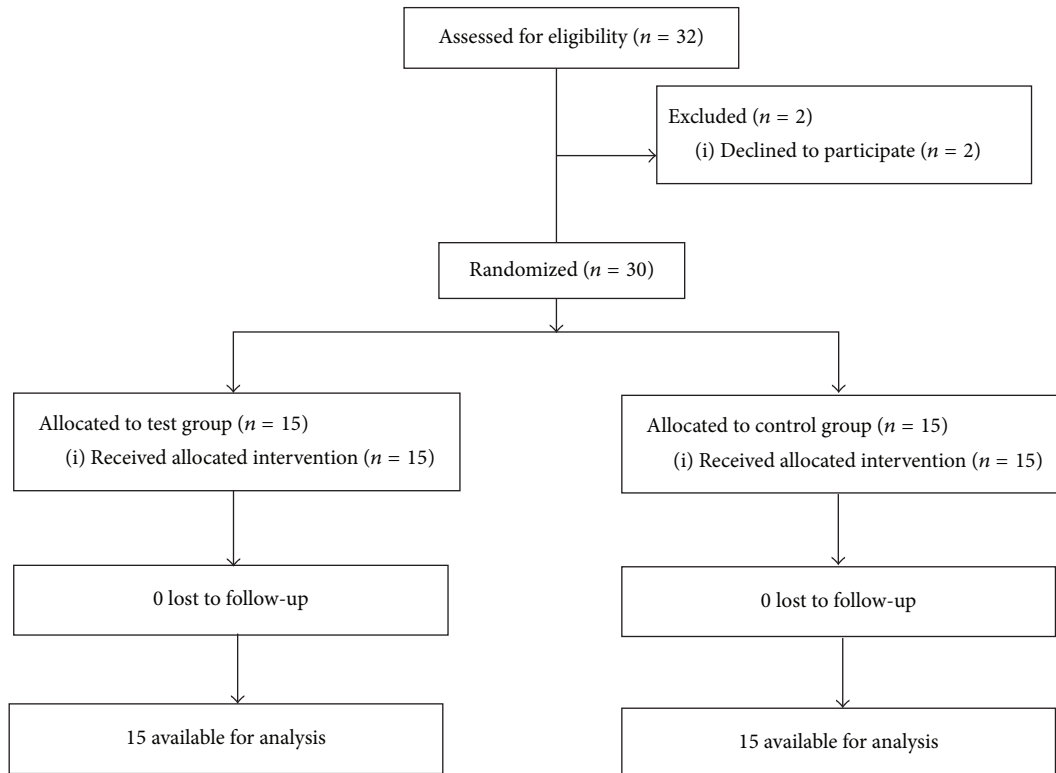 Assessed for eligibility (n = 32)
Excluded (n = 2)
(i) Declined to participate (n = 2)
Randomized (n = 30)
Allocated to test group (n = 15)
(i) Received allocated intervention (n = 15)
Allocated to control group (n = 15)
(i) Received allocated intervention (n = 15)
0 lost to follow-up
0 lost to follow-up
15 available for analysis
15 available for analysis